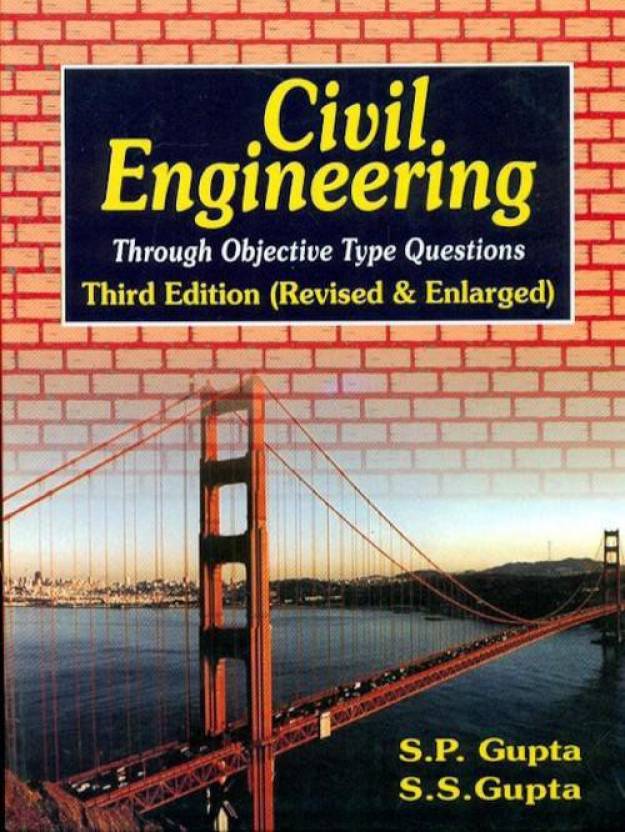 Civil
Engineering
Through Objective Type Questions
Third Edition (Revised & Enlarged)
S.P. Gupta
S.S.Gupta